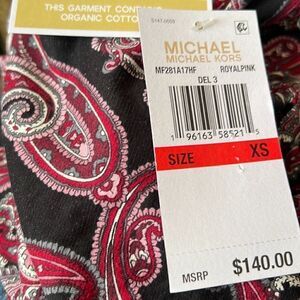 THIS GARMENT CONTAINS
ORGANIC COTTO
MICHAEL
MICHAEL KORS
MF281A17HF ROYALPINK
DEL 3
1 96163 58521 5
SIZE XS
MSRP $140.00